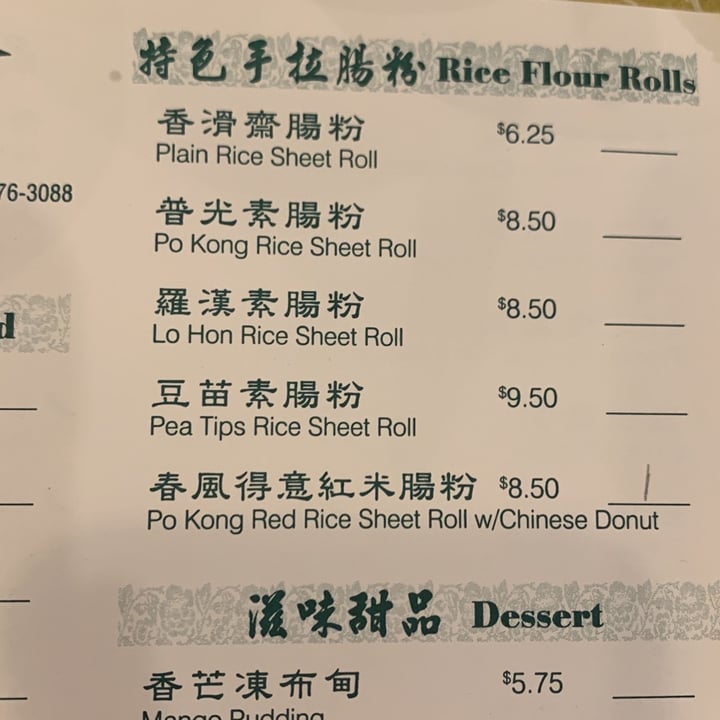 特色手拉腸粉 Rice Flour Rolls
香滑齋腸粉 $6.25
Plain Rice Sheet Roll
76-3088
普光素腸粉 $8.50
Po Kong Rice Sheet Roll
羅漢素腸粉 $8.50
d
Lo Hon Rice Sheet Roll
豆苗素腸粉 $9.50
Pea Tips Rice Sheet Roll
春風得意紅米腸粉 $8.50
Po Kong Red Rice Sheet Roll w/Chinese Donut
滋味甜品 Dessert
香芒凍布甸 $5.75
Mango Pudding